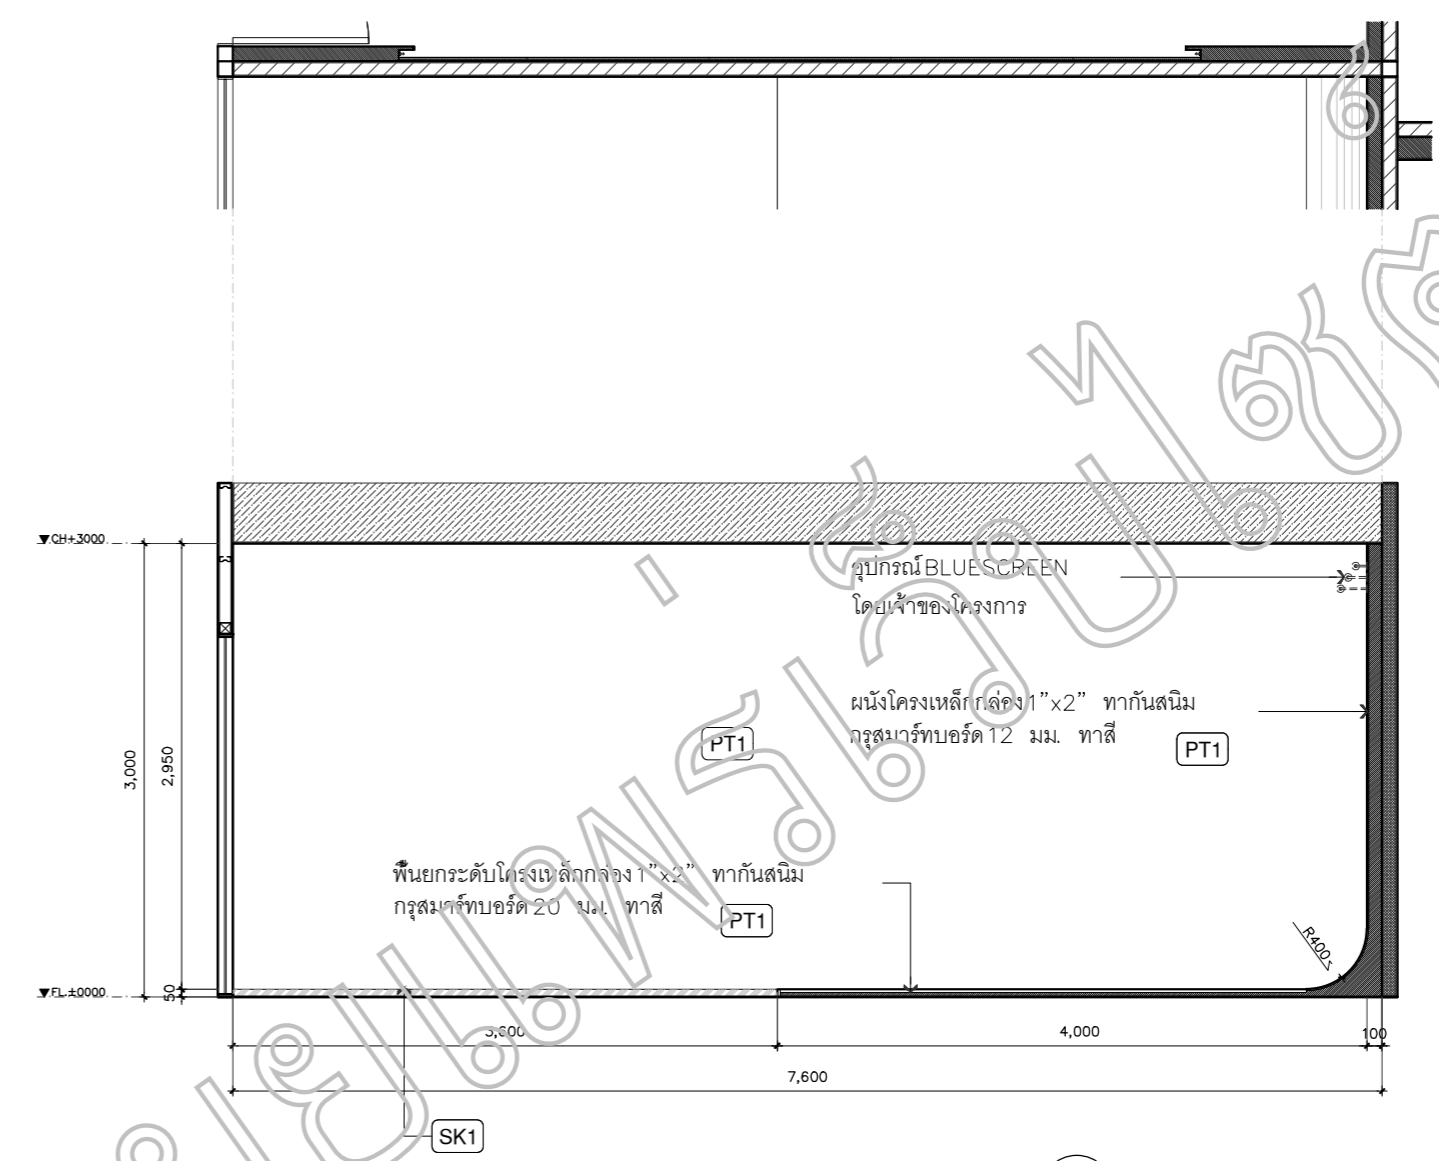 ▼CH+3000
อุปกรณ์ BLUESCREEN
โดยเจ้าของโครงการ
ผนังโครงเหล็กกล่อง 1”x2” ทากันสนิม
กรุสมาร์ทบอร์ด 12 มม. ทาสี
PT1
PT1
3,000
2,950
พื้นยกระดับโครงเหล็กกล่อง 1”x2” ทากันสนิม
กรุสมาร์ทบอร์ด 20 มม. ทาสี
PT1
R400
▼FL.±0000
50
3,600
4,000
100
7,600
SK1